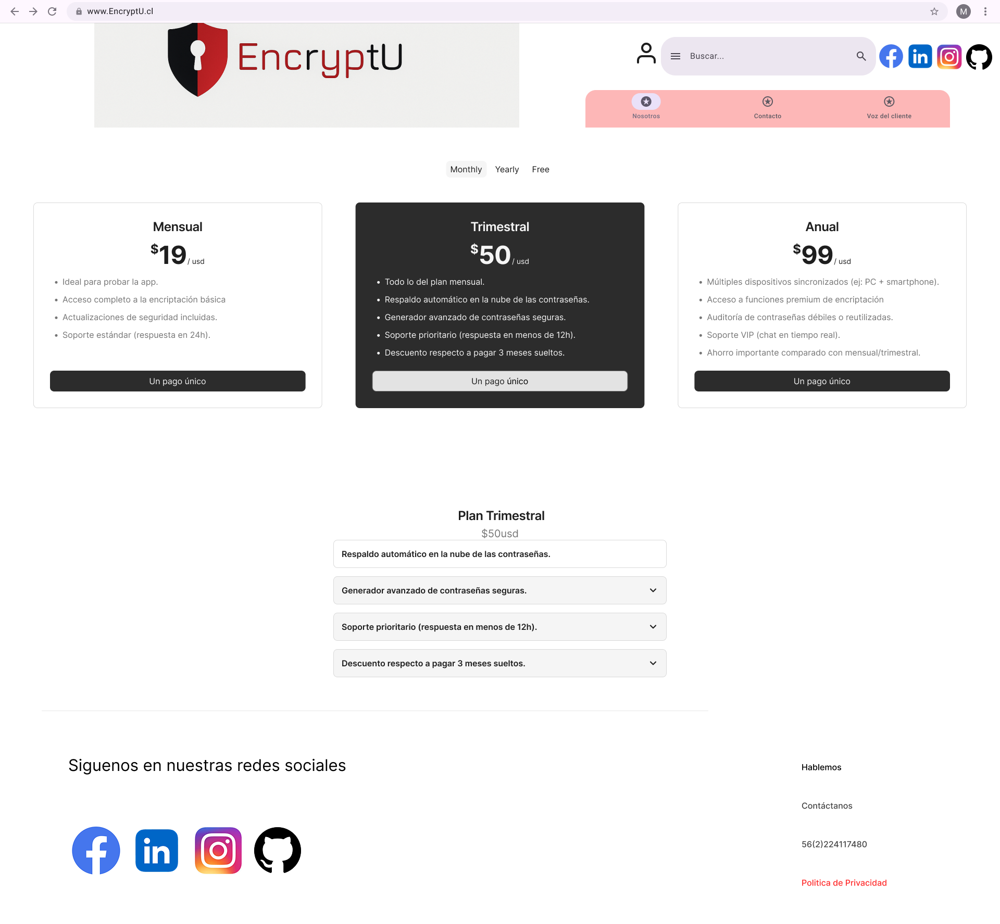 www.EncryptU.cl
M
EncryptU
Buscar...
Nosotros
Contacto
Voz del cliente
Monthly
Yearly
Free
Mensual
$19 / usd
Ideal para probar la app.
Acceso completo a la encriptación básica
Actualizaciones de seguridad incluidas.
Soporte estándar (respuesta en 24h).
Un pago único
Trimestral
$50 / usd
Todo lo del plan mensual.
Respaldo automático en la nube de las contraseñas.
Generador avanzado de contraseñas seguras.
Soporte prioritario (respuesta en menos de 12h).
Descuento respecto a pagar 3 meses sueltos.
Un pago único
Anual
$99 / usd
Múltiples dispositivos sincronizados (ej: PC + smartphone).
Acceso a funciones premium de encriptación
Auditoría de contraseñas débiles o reutilizadas.
Soporte VIP (chat en tiempo real).
Ahorro importante comparado con mensual/trimestral.
Un pago único
Plan Trimestral
$50usd
Respaldo automático en la nube de las contraseñas.
Generador avanzado de contraseñas seguras.
Soporte prioritario (respuesta en menos de 12h).
Descuento respecto a pagar 3 meses sueltos.
Siguenos en nuestras redes sociales
Hablemos
Contáctanos
56(2)224117480
Politica de Privacidad